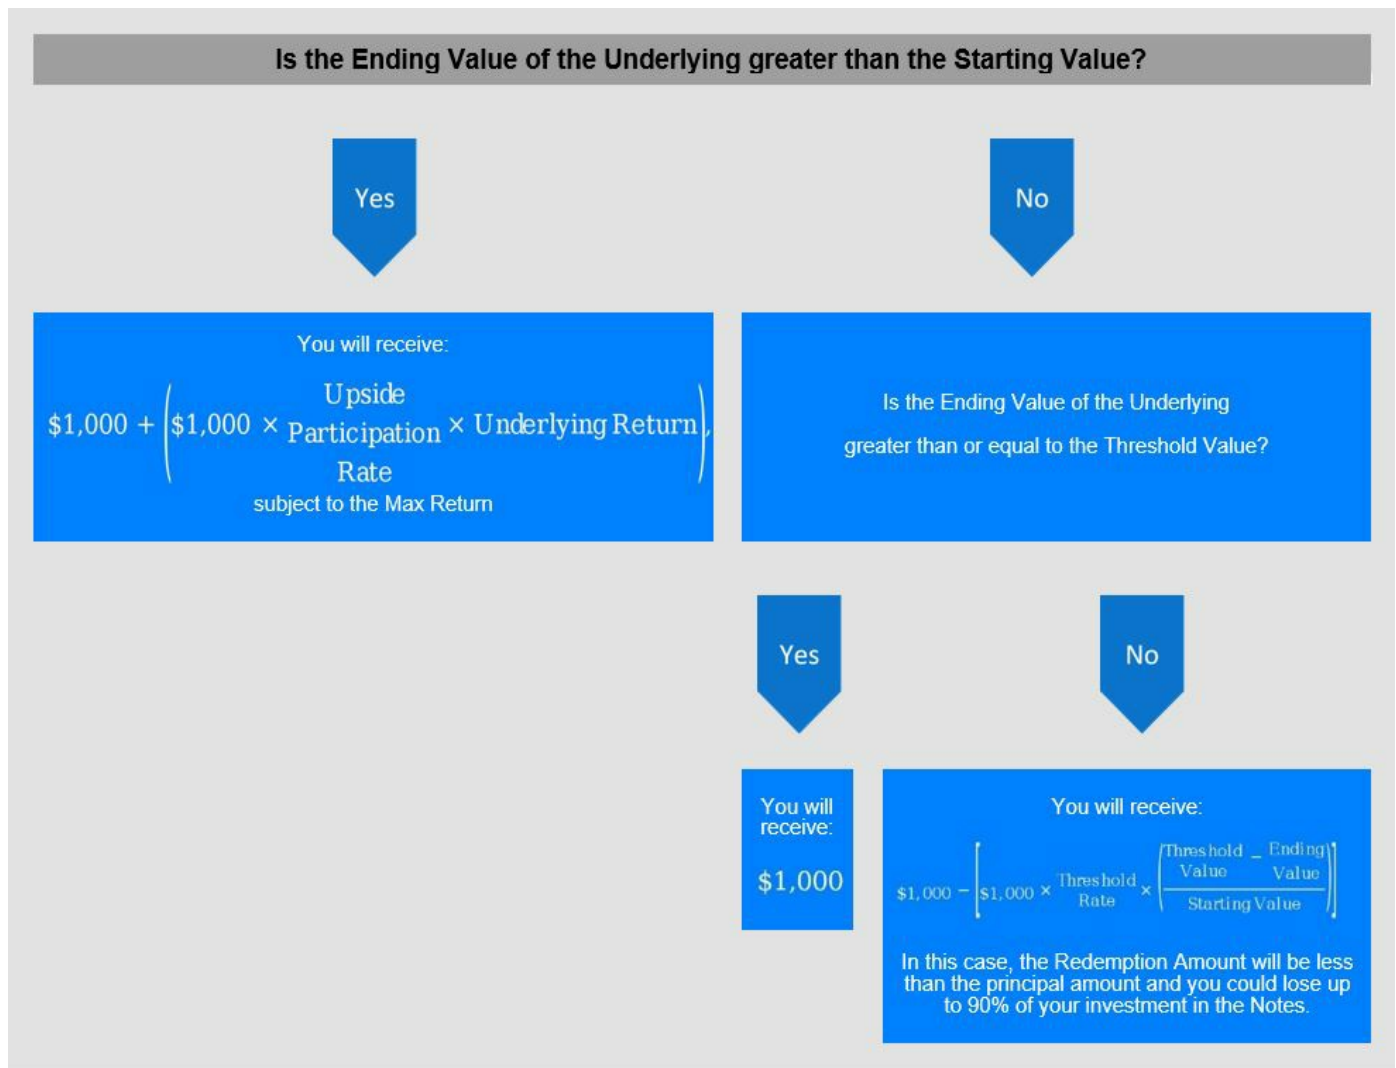 Is the Ending Value of the Underlying greater than the Starting Value?
Yes
No
You will receive:
$1,000 + ($1,000 × Upside Participation Rate × Underlying Return),
subject to the Max Return
Is the Ending Value of the Underlying
greater than or equal to the Threshold Value?
Yes
No
You will
receive:
$1,000
You will receive:
$1,000 − [$1,000 × Threshold Rate × ((Threshold Value − Ending Value) / Starting Value)]
In this case, the Redemption Amount will be less
than the principal amount and you could lose up
to 90% of your investment in the Notes.